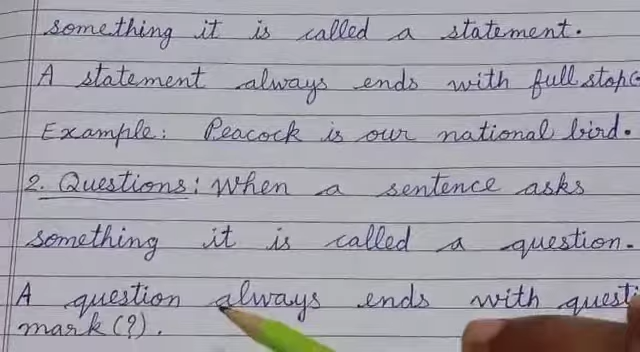 something it is called a statement.
A statement always ends with full stop(
Example: Peacock is our national bird.
2. Questions: When a sentence asks
something it is called a question.
A question always ends with questi
mark (?).